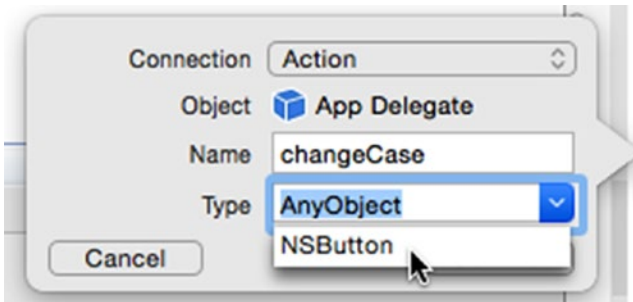 Connection Action
Object App Delegate
Name changeCase
Type AnyObject
NSButton
Cancel